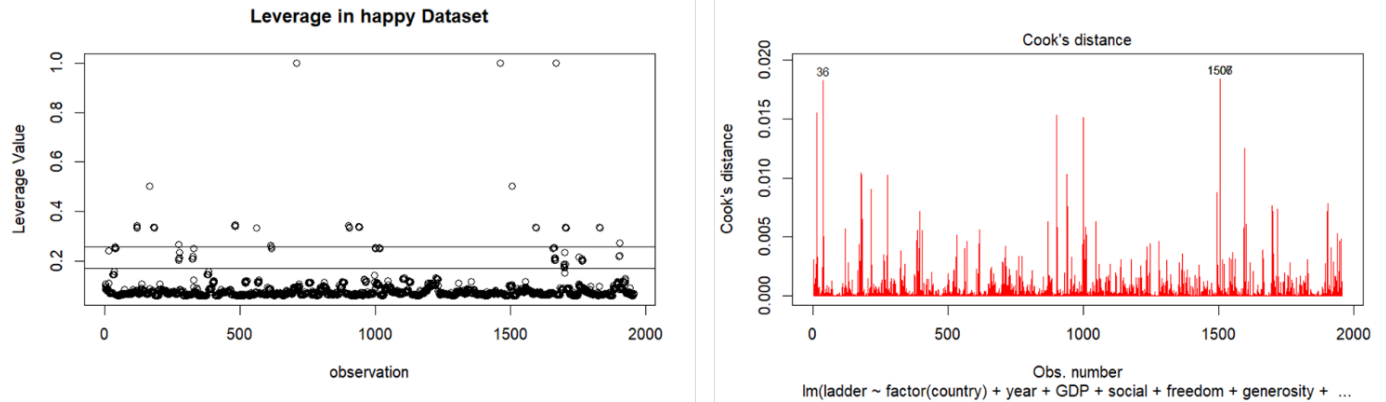 Leverage in happy Dataset
Leverage Value
1.0
0.8
0.6
0.4
0.2
0 500 1000 1500 2000
observation
Cook's distance
Cook's distance
0.020
0.015
0.010
0.005
0.000
36
0 500 1000 1500 2000
Obs. number
lm(ladder ~ factor(country) + year + GDP + social + freedom + generosity + ...